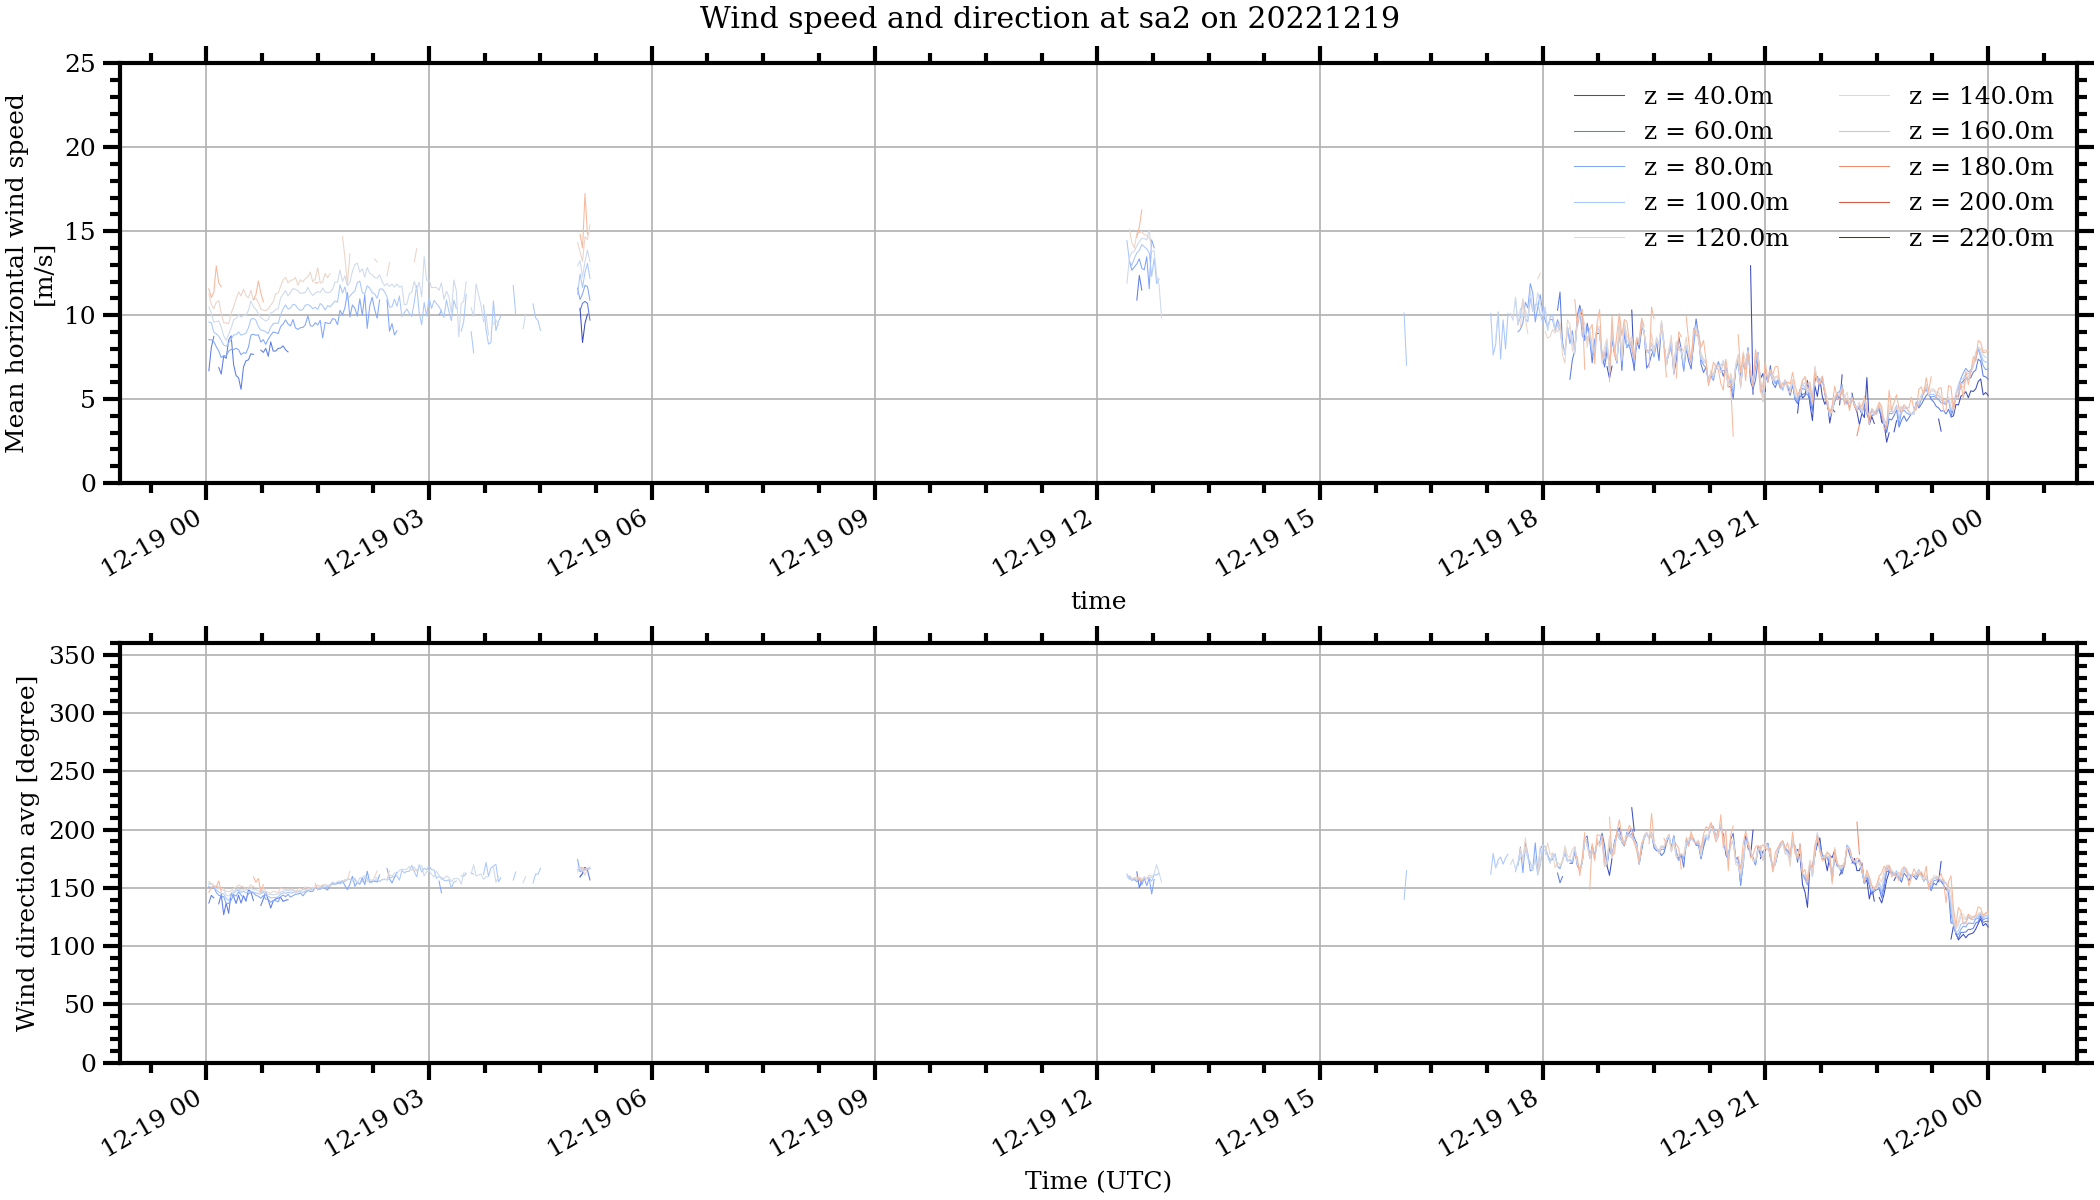 Wind speed and direction at sa2 on 20221219
Mean horizontal wind speed
[m/s]
25
20
15
10
5
0
z = 40.0m
z = 60.0m
z = 80.0m
z = 100.0m
z = 120.0m
z = 140.0m
z = 160.0m
z = 180.0m
z = 200.0m
z = 220.0m
12-19 00
12-19 03
12-19 06
12-19 09
12-19 12
12-19 15
12-19 18
12-19 21
12-20 00
time
Wind direction avg [degree]
350
300
250
200
150
100
50
0
12-19 00
12-19 03
12-19 06
12-19 09
12-19 12
12-19 15
12-19 18
12-19 21
12-20 00
Time (UTC)